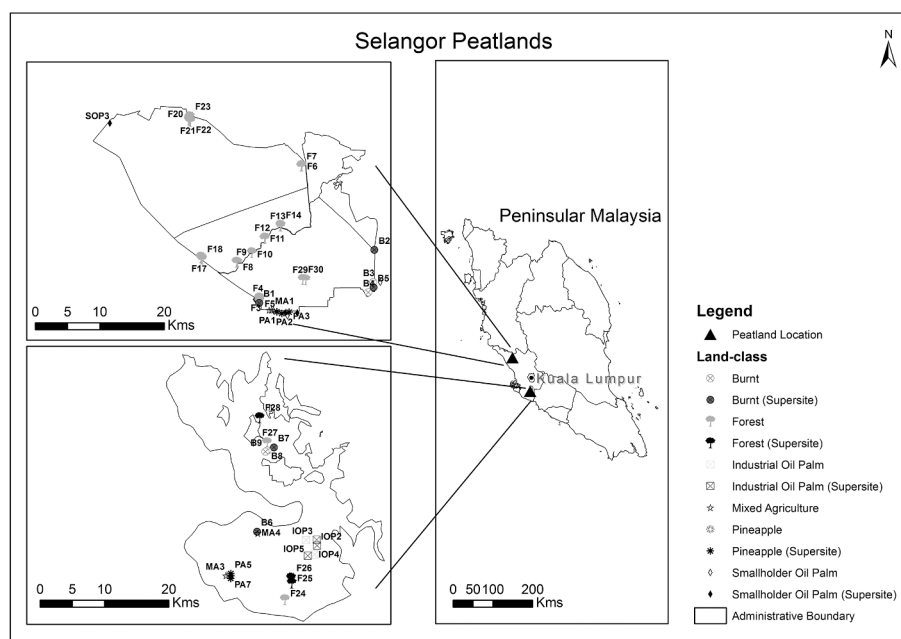 Selangor Peatlands
N
SOP3
F23
F20
F21 F22
F7
F6
F13 F14
F12
F11
F18
F9
F10
F17
F8
B2
F29 F30
B3
B5
B4
F4
B1
F5 MA1
F3
PA1 PA2 PA3
0 5 10 20
Kms
Peninsular Malaysia
Kuala Lumpur
F28
F27
B9
B7
B8
B6
MA4
IOP3
IOP2
IOP5
IOP4
F26
MA3
PA5
F25
PA7
F24
0 5 10 20
Kms
0 50 100 200
Kms
Legend
Peatland Location
Land-class
Burnt
Burnt (Supersite)
Forest
Forest (Supersite)
Industrial Oil Palm
Industrial Oil Palm (Supersite)
Mixed Agriculture
Pineapple
Pineapple (Supersite)
Smallholder Oil Palm
Smallholder Oil Palm (Supersite)
Administrative Boundary